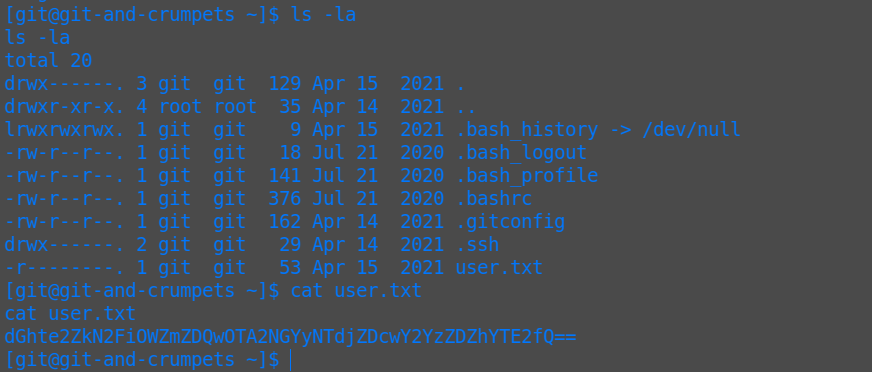 [git@git-and-crumpets ~]$ ls -la
ls -la
total 20
drwx------. 3 git  git  129 Apr 15  2021 .
drwxr-xr-x. 4 root root  35 Apr 14  2021 ..
lrwxrwxrwx. 1 git  git    9 Apr 15  2021 .bash_history -> /dev/null
-rw-r--r--. 1 git  git   18 Jul 21  2020 .bash_logout
-rw-r--r--. 1 git  git  141 Jul 21  2020 .bash_profile
-rw-r--r--. 1 git  git  376 Jul 21  2020 .bashrc
-rw-r--r--. 1 git  git  162 Apr 14  2021 .gitconfig
drwx------. 2 git  git   29 Apr 14  2021 .ssh
-r--------. 1 git  git   53 Apr 15  2021 user.txt
[git@git-and-crumpets ~]$ cat user.txt
cat user.txt
dGhte2ZkN2FiOWZmZDQwOTA2NGYyNTdjZDcwY2YzZDZhYTE2fQ==
[git@git-and-crumpets ~]$